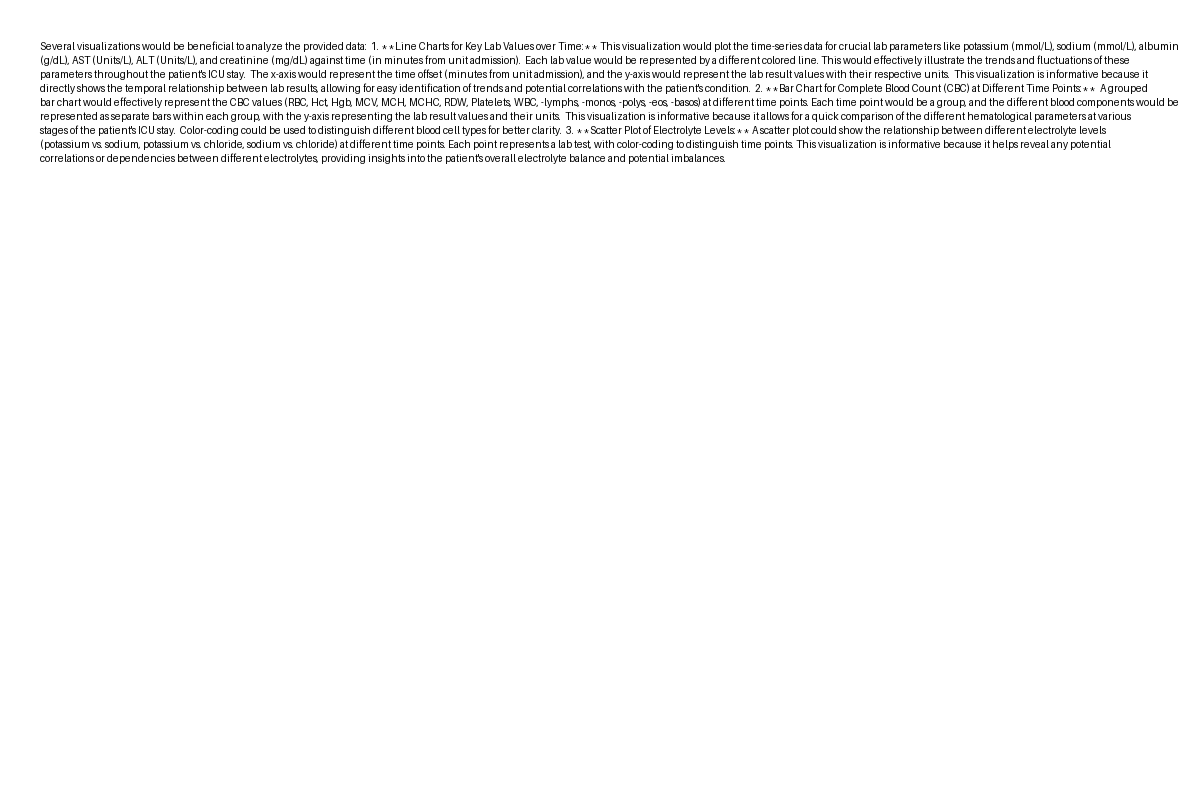 Several visualizations would be beneficial to analyze the provided data:  1. **Line Charts for Key Lab Values over Time:** This visualization would plot the time-series data for crucial lab parameters like potassium (mmol/L), sodium (mmol/L), albumin
(g/dL), AST (Units/L), ALT (Units/L), and creatinine (mg/dL) against time (in minutes from unit admission).  Each lab value would be represented by a different colored line. This would effectively illustrate the trends and fluctuations of these
parameters throughout the patient's ICU stay.  The x-axis would represent the time offset (minutes from unit admission), and the y-axis would represent the lab result values with their respective units.  This visualization is informative because it
directly shows the temporal relationship between lab results, allowing for easy identification of trends and potential correlations with the patient's condition.  2. **Bar Chart for Complete Blood Count (CBC) at Different Time Points:**  A grouped
bar chart would effectively represent the CBC values (RBC, Hct, Hgb, MCV, MCH, MCHC, RDW, Platelets, WBC, -lymphs, -monos, -polys, -eos, -basos) at different time points. Each time point would be a group, and the different blood components would be
represented as separate bars within each group, with the y-axis representing the lab result values and their units.  This visualization is informative because it allows for a quick comparison of the different hematological parameters at various
stages of the patient's ICU stay.  Color-coding could be used to distinguish different blood cell types for better clarity.  3. **Scatter Plot of Electrolyte Levels:** A scatter plot could show the relationship between different electrolyte levels
(potassium vs. sodium, potassium vs. chloride, sodium vs. chloride) at different time points. Each point represents a lab test, with color-coding to distinguish time points. This visualization is informative because it helps reveal any potential
correlations or dependencies between different electrolytes, providing insights into the patient's overall electrolyte balance and potential imbalances.